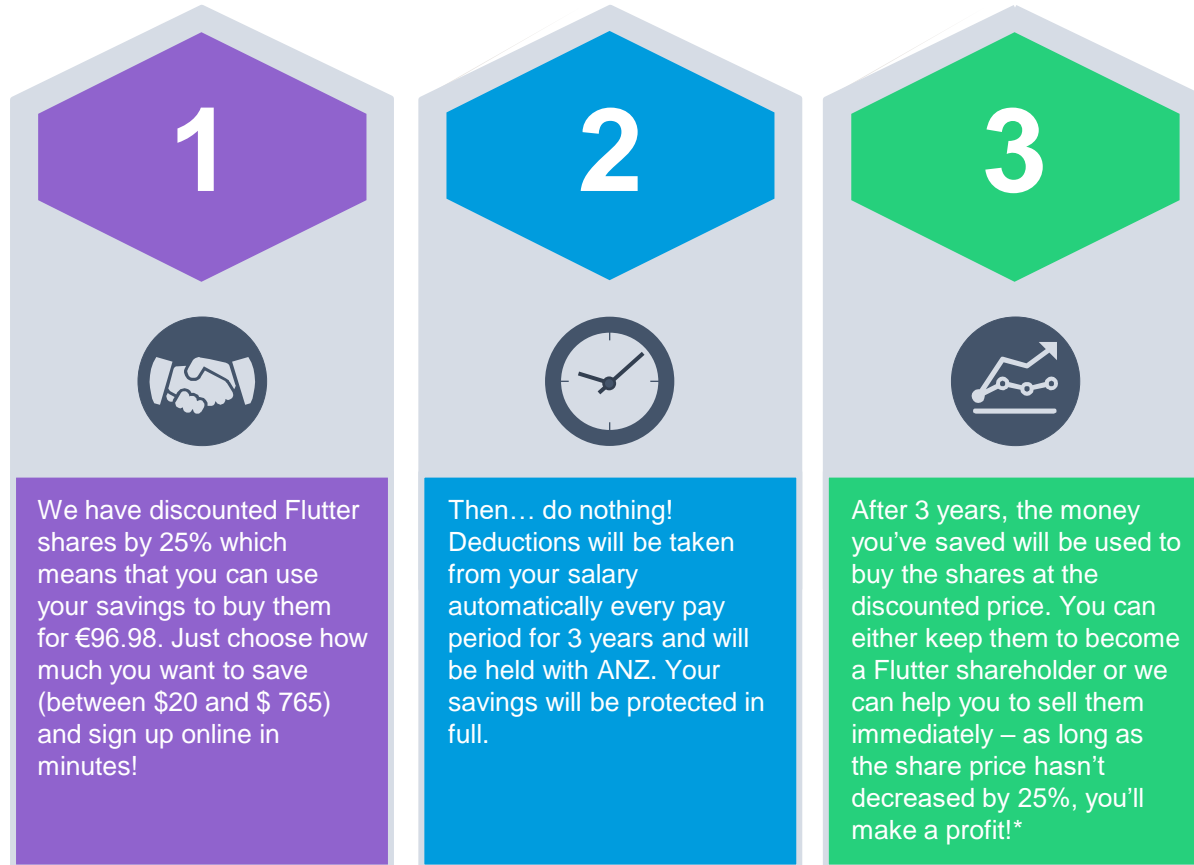 1
We have discounted Flutter
shares by 25% which
means that you can use
your savings to buy them
for €96.98. Just choose how
much you want to save
(between $20 and $ 765)
and sign up online in
minutes!
2
Then… do nothing!
Deductions will be taken
from your salary
automatically every pay
period for 3 years and will
be held with ANZ. Your
savings will be protected in
full.
3
After 3 years, the money
you’ve saved will be used to
buy the shares at the
discounted price. You can
either keep them to become
a Flutter shareholder or we
can help you to sell them
immediately – as long as
the share price hasn’t
decreased by 25%, you’ll
make a profit!*